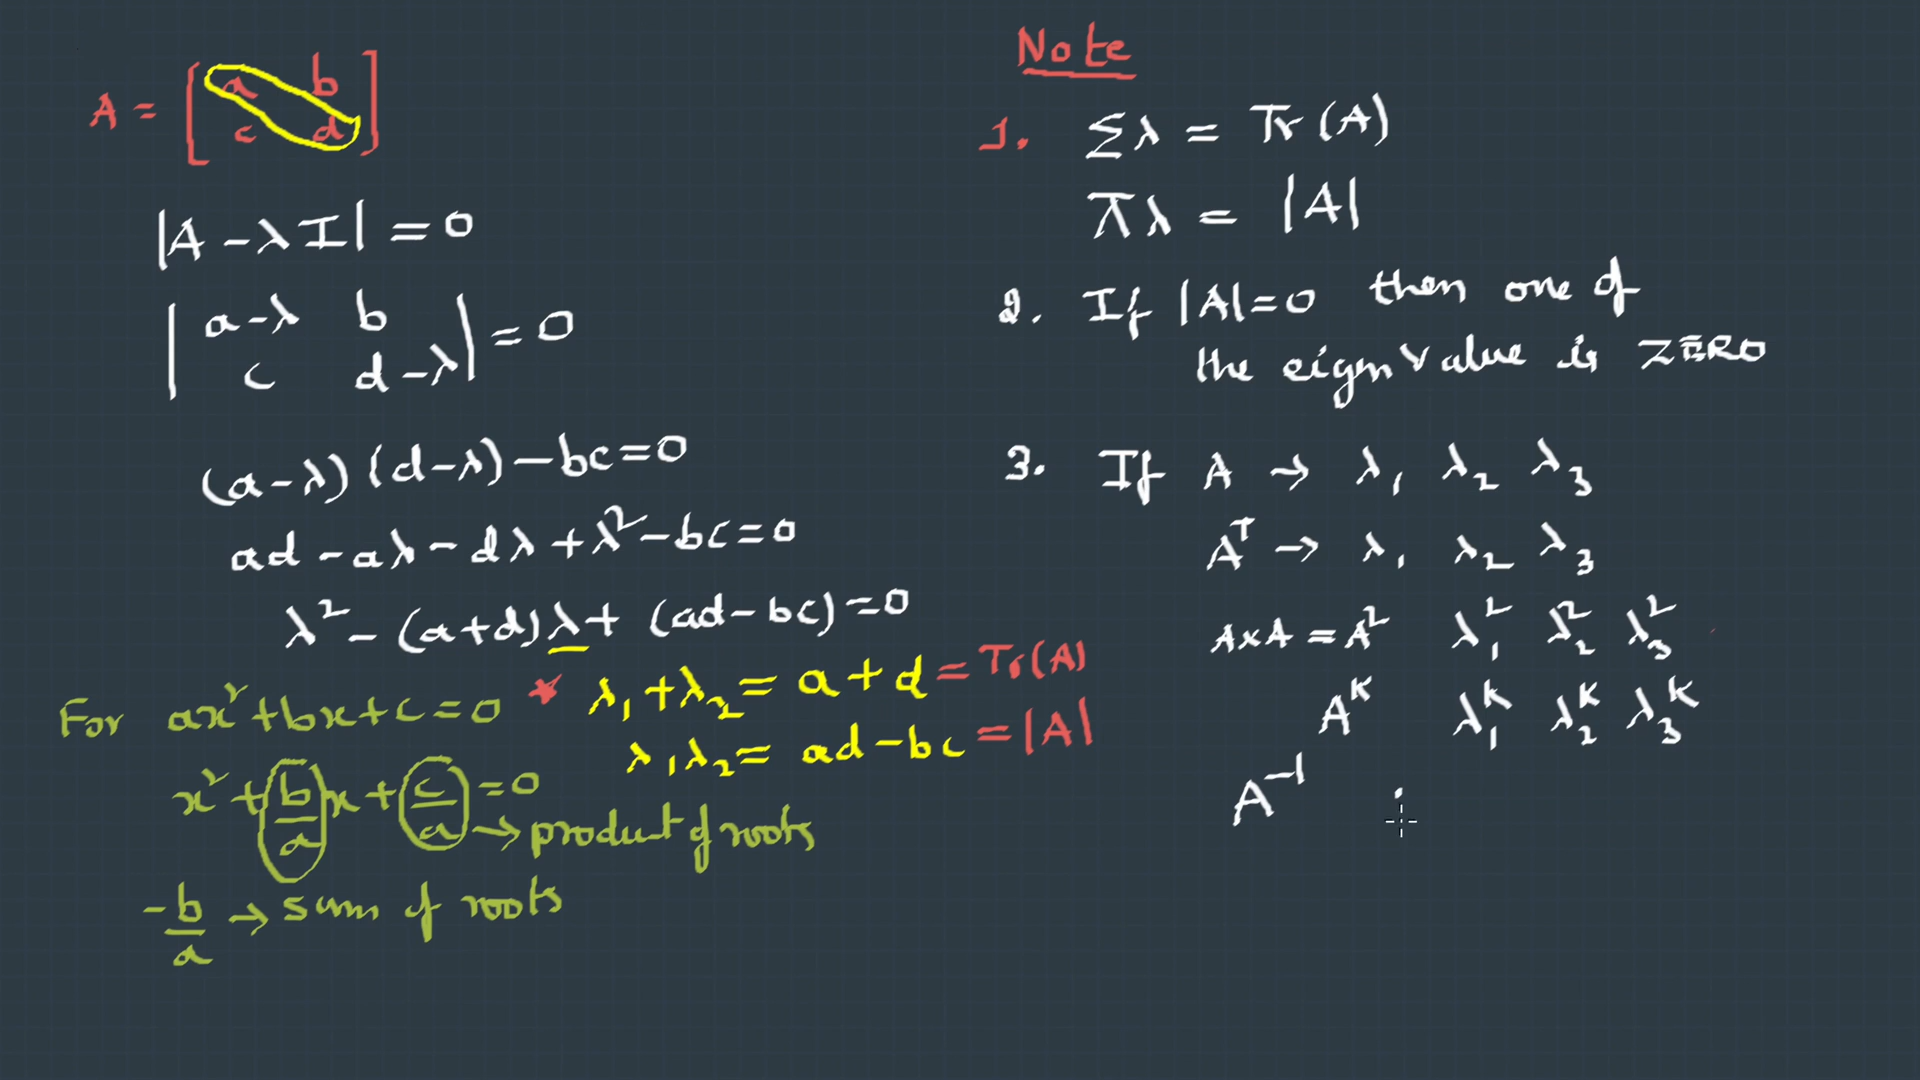 A = [ a b
c d ]
|A - λI| = 0
| a-λ b
c d-λ | = 0
(a-λ) (d-λ) - bc = 0
ad - aλ - dλ + λ² - bc = 0
λ² - (a+d)λ + (ad - bc) = 0
* λ₁ + λ₂ = a + d = Tr(A)
λ₁λ₂ = ad - bc = |A|
For ax² + bx + c = 0
x² + b/a x + c/a = 0
→ product of roots
-b/a → sum of roots
Note
1. Σλ = Tr(A)
πλ = |A|
2. If |A| = 0 then one of
the eigen value is ZERO
3. If A → λ₁ λ₂ λ₃
Aᵀ → λ₁ λ₂ λ₃
A×A = A² λ₁² λ₂² λ₃²
Aᴷ λ₁ᴷ λ₂ᴷ λ₃ᴷ
A⁻¹